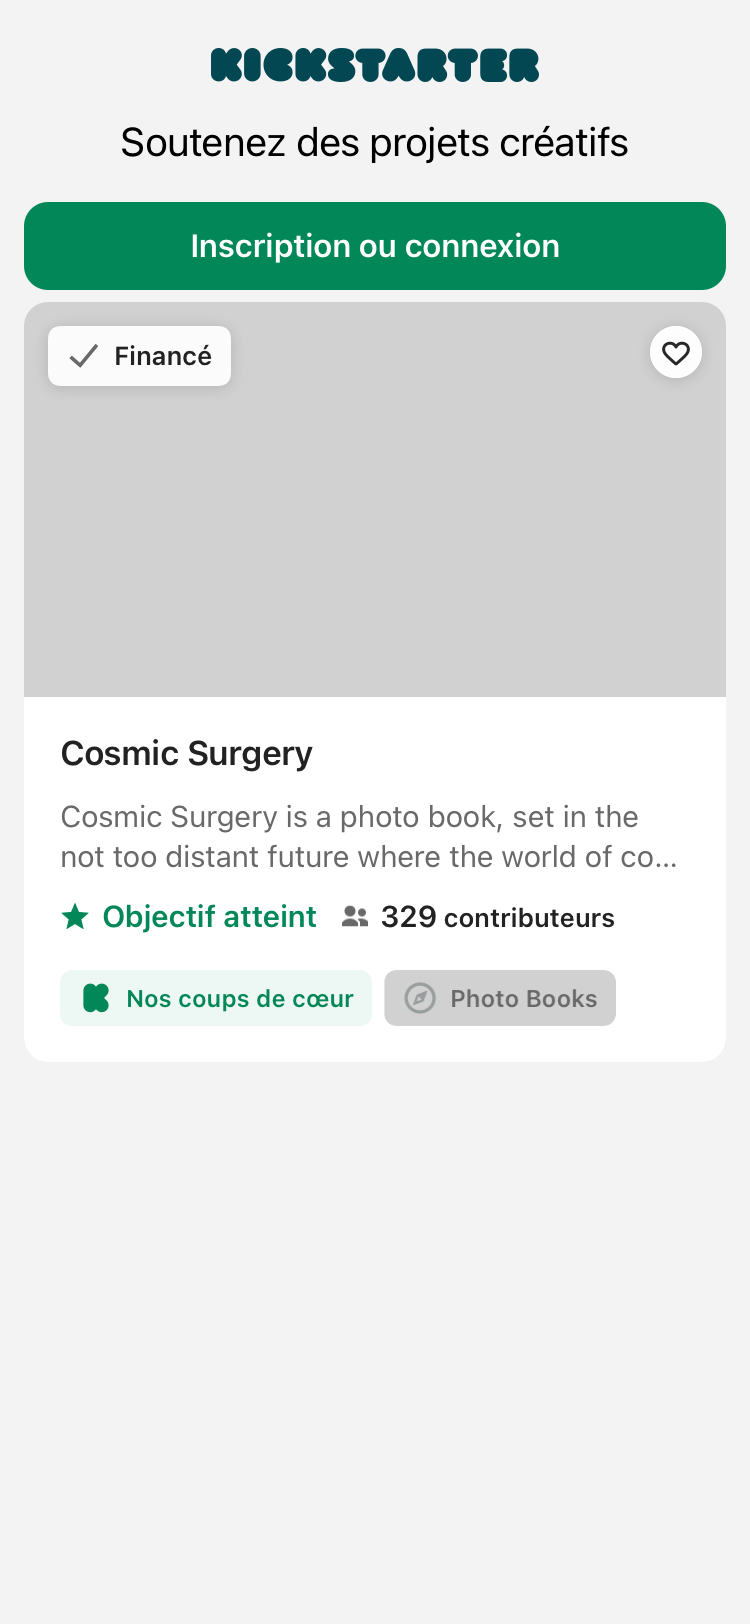 KICKSTARTER
Soutenez des projets créatifs
Inscription ou connexion
Financé
Cosmic Surgery
Cosmic Surgery is a photo book, set in the
not too distant future where the world of co...
Objectif atteint 329 contributeurs
Nos coups de cœur Photo Books